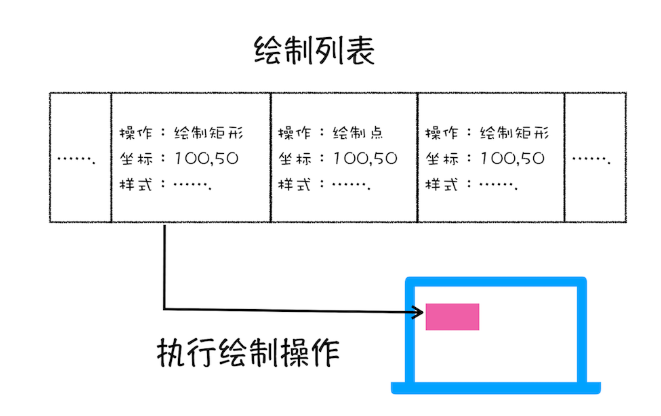 绘制列表
…….
操作：绘制矩形
坐标：100,50
样式：…….
操作：绘制点
坐标：100,50
样式：…….
操作：绘制矩形
坐标：100,50
样式：…….
…….
执行绘制操作